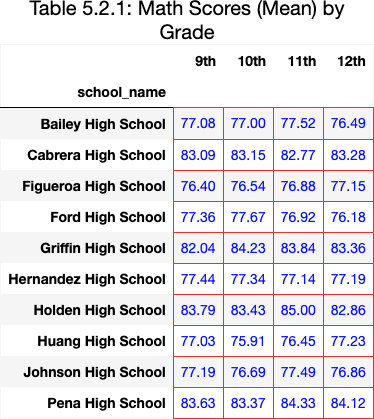 Table 5.2.1: Math Scores (Mean) by
Grade
9th 10th 11th 12th
school_name
Bailey High School 77.08 77.00 77.52 76.49
Cabrera High School 83.09 83.15 82.77 83.28
Figueroa High School 76.40 76.54 76.88 77.15
Ford High School 77.36 77.67 76.92 76.18
Griffin High School 82.04 84.23 83.84 83.36
Hernandez High School 77.44 77.34 77.14 77.19
Holden High School 83.79 83.43 85.00 82.86
Huang High School 77.03 75.91 76.45 77.23
Johnson High School 77.19 76.69 77.49 76.86
Pena High School 83.63 83.37 84.33 84.12